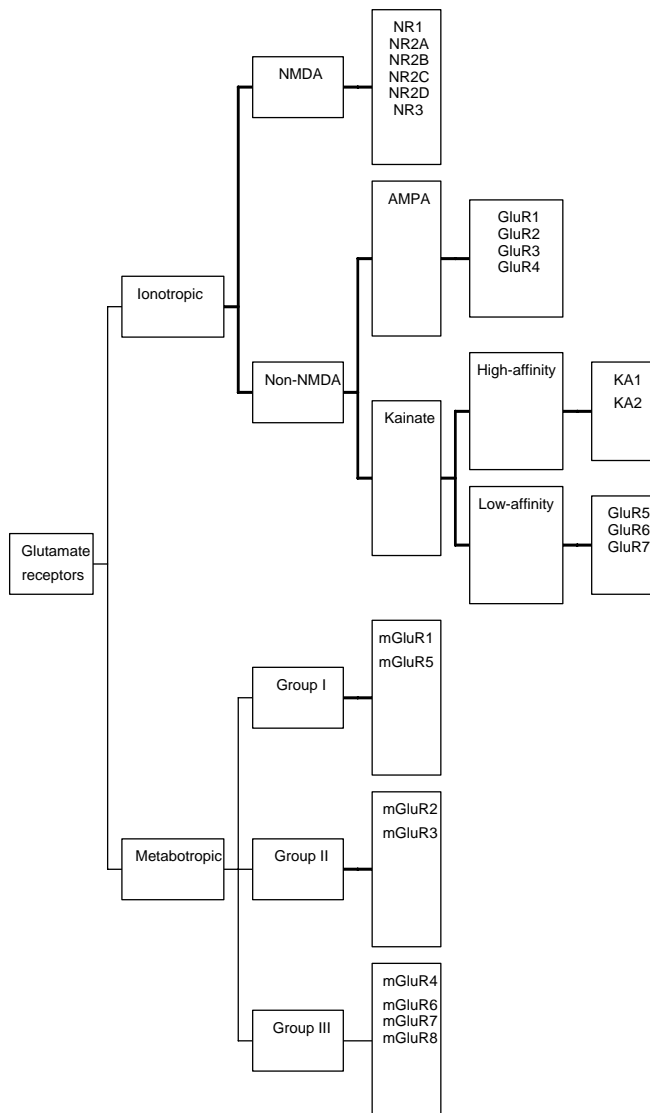 NR1
NR2A
NR2B
NR2C
NR2D
NR3
NMDA
AMPA
GluR1
GluR2
GluR3
GluR4
Ionotropic
Non-NMDA
Kainate
High-affinity
KA1
KA2
Low-affinity
GluR5
GluR6
GluR7
Glutamate
receptors
mGluR1
mGluR5
Group I
mGluR2
mGluR3
Metabotropic
Group II
mGluR4
mGluR6
mGluR7
mGluR8
Group III